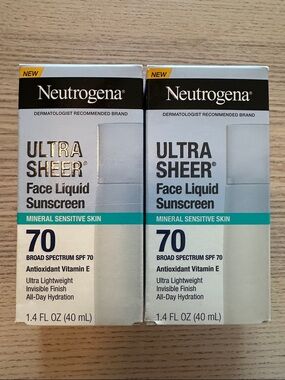 NEW
Neutrogena®
DERMATOLOGIST RECOMMENDED BRAND
ULTRA
SHEER®
Face Liquid
Sunscreen
MINERAL SENSITIVE SKIN
70
BROAD SPECTRUM SPF 70
Antioxidant Vitamin E
Ultra Lightweight
Invisible Finish
All-Day Hydration
1.4 FL OZ (40 mL)
NEW
Neutrogena®
DERMATOLOGIST RECOMMENDED BRAND
ULTRA
SHEER®
Face Liquid
Sunscreen
MINERAL SENSITIVE SKIN
70
BROAD SPECTRUM SPF 70
Antioxidant Vitamin E
Ultra Lightweight
Invisible Finish
All-Day Hydration
1.4 FL OZ (40 mL)